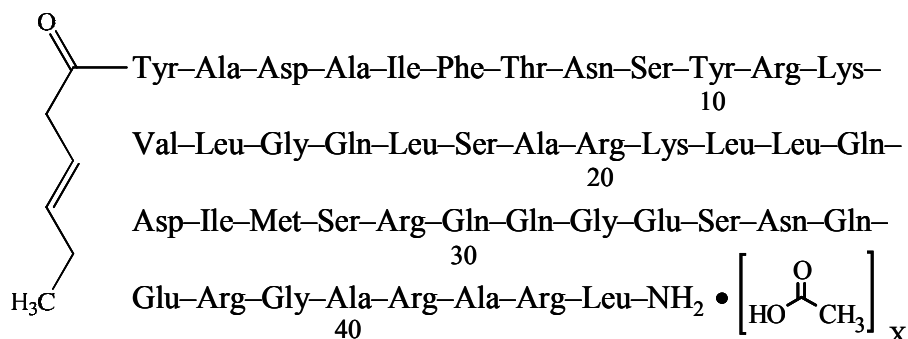 O
Tyr–Ala–Asp–Ala–Ile–Phe–Thr–Asn–Ser–Tyr–Arg–Lys–
10
Val–Leu–Gly–Gln–Leu–Ser–Ala–Arg–Lys–Leu–Leu–Gln–
20
Asp–Ile–Met–Ser–Arg–Gln–Gln–Gly–Glu–Ser–Asn–Gln–
30
H₃C
Glu–Arg–Gly–Ala–Arg–Ala–Arg–Leu–NH₂ • [HO O CH₃]x
40